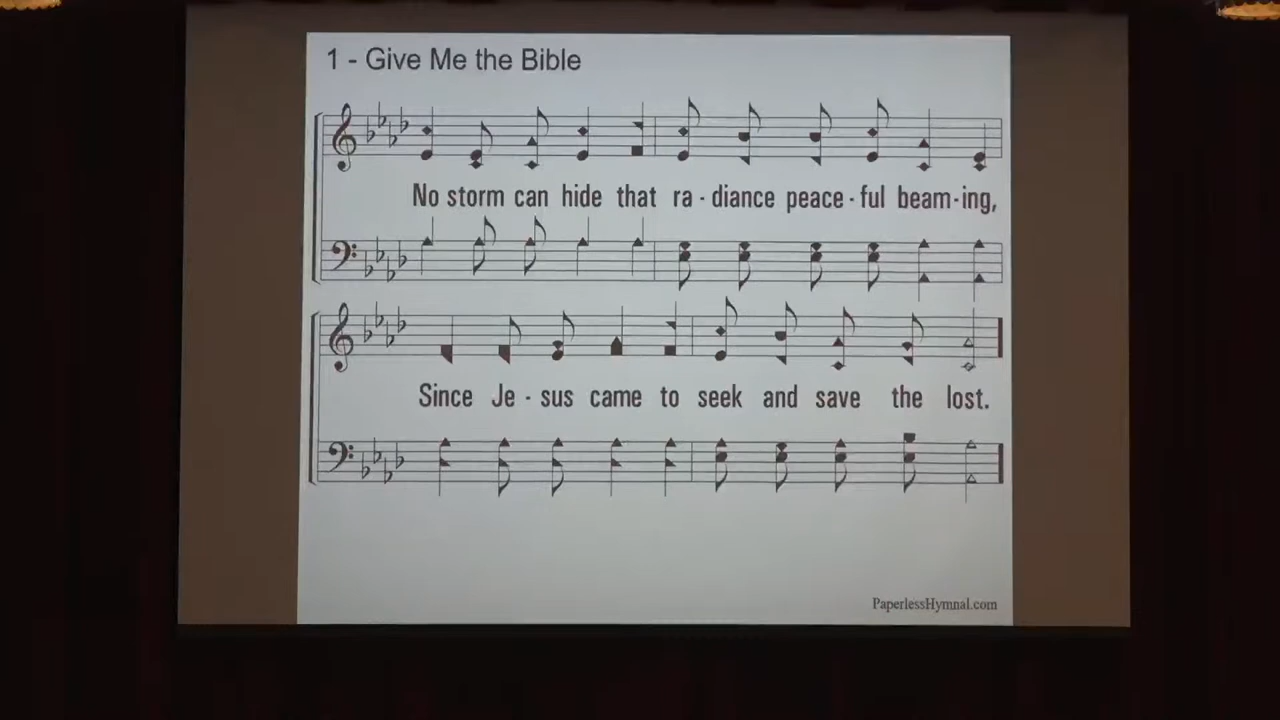 1 - Give Me the Bible
No storm can hide that ra - diance peace - ful beam - ing,
Since Je - sus came to seek and save the lost.
PaperlessHymnal.com